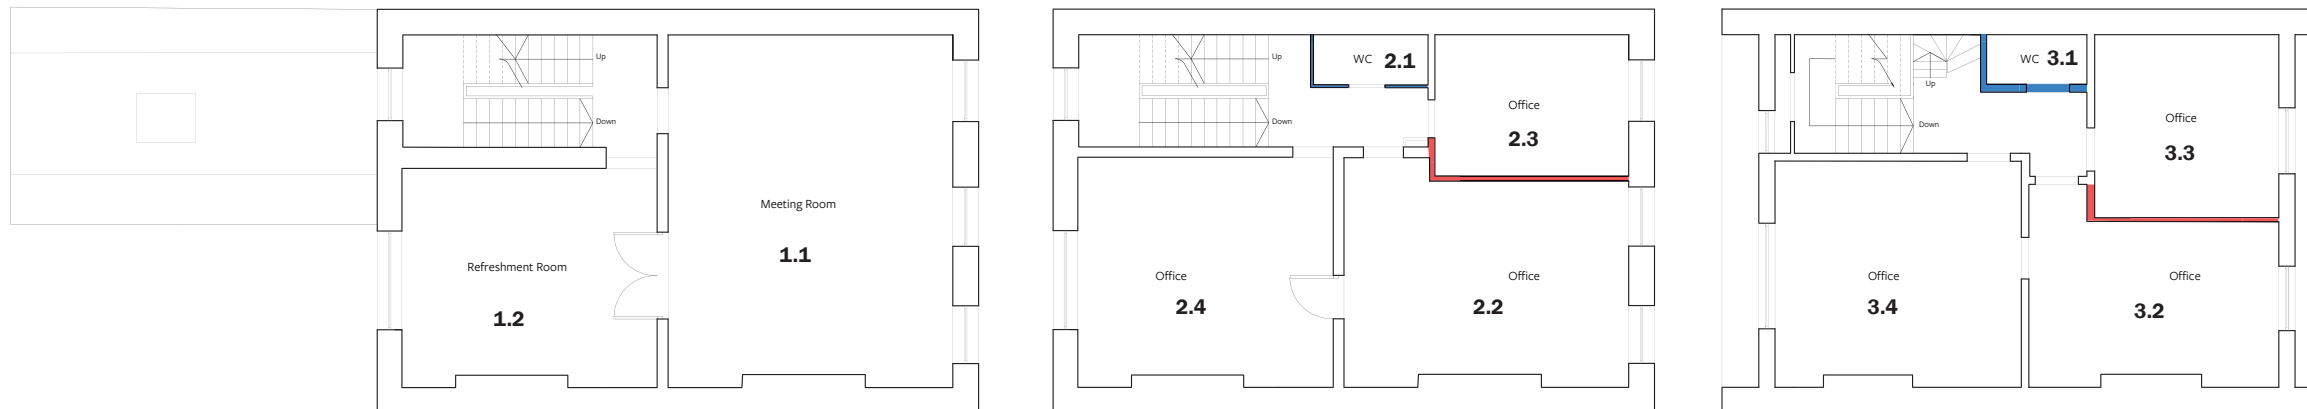 Up
Down
Meeting Room
1.1
Refreshment Room
1.2
Up
Down
WC 2.1
Office
2.3
Office
2.4
Office
2.2
WC 3.1
Up
Down
Office
3.3
Office
3.4
Office
3.2